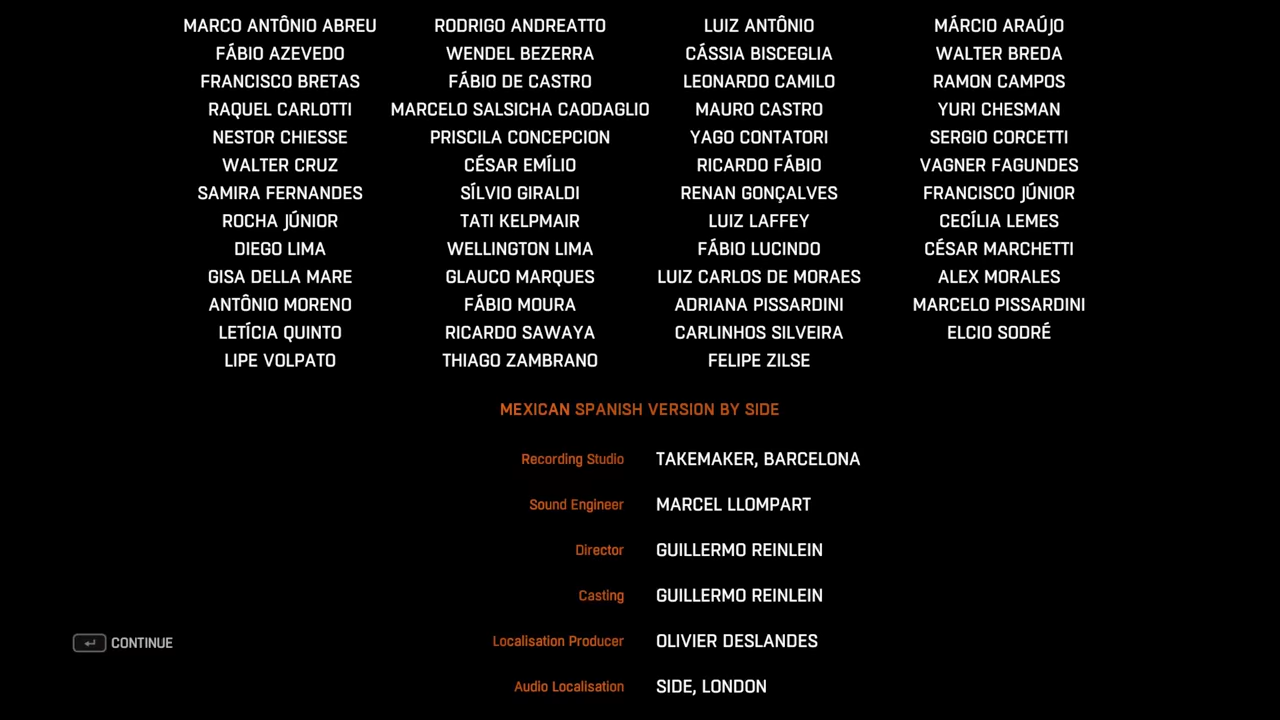 MARCO ANTÔNIO ABREU RODRIGO ANDREATTO LUIZ ANTÔNIO MÁRCIO ARAÚJO
FÁBIO AZEVEDO WENDEL BEZERRA CÁSSIA BISCEGLIA WALTER BREDA
FRANCISCO BRETAS FÁBIO DE CASTRO LEONARDO CAMILO RAMON CAMPOS
RAQUEL CARLOTTI MARCELO SALSICHA CAODAGLIO MAURO CASTRO YURI CHESMAN
NESTOR CHIESSE PRISCILA CONCEPCION YAGO CONTATORI SERGIO CORCETTI
WALTER CRUZ CÉSAR EMÍLIO RICARDO FÁBIO VAGNER FAGUNDES
SAMIRA FERNANDES SÍLVIO GIRALDI RENAN GONÇALVES FRANCISCO JÚNIOR
ROCHA JÚNIOR TATI KELPMAIR LUIZ LAFFEY CECÍLIA LEMES
DIEGO LIMA WELLINGTON LIMA FÁBIO LUCINDO CÉSAR MARCHETTI
GISA DELLA MARE GLAUCO MARQUES LUIZ CARLOS DE MORAES ALEX MORALES
ANTÔNIO MORENO FÁBIO MOURA ADRIANA PISSARDINI MARCELO PISSARDINI
LETÍCIA QUINTO RICARDO SAWAYA CARLINHOS SILVEIRA ELCIO SODRÉ
LIPE VOLPATO THIAGO ZAMBRANO FELIPE ZILSE
MEXICAN SPANISH VERSION BY SIDE
Recording Studio TAKEMAKER, BARCELONA
Sound Engineer MARCEL LLOMPART
Director GUILLERMO REINLEIN
Casting GUILLERMO REINLEIN
Localisation Producer OLIVIER DESLANDES
CONTINUE
Audio Localisation SIDE, LONDON